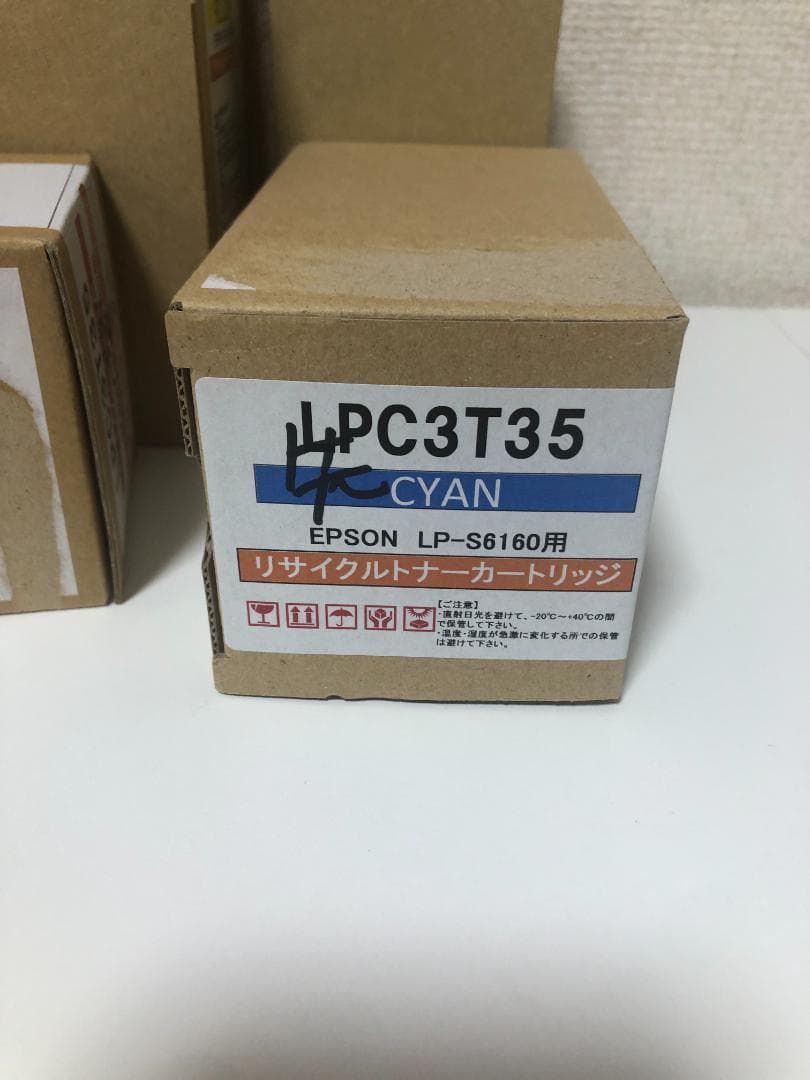 LPC3T35
CYAN
EPSON LP-S6160用
リサイクルトナーカートリッジ
【ご注意】
・直射日光を避けて、-20℃～+40℃の間
で保管して下さい。
・温度・湿度が急激に変化する所での保管
は避けて下さい。